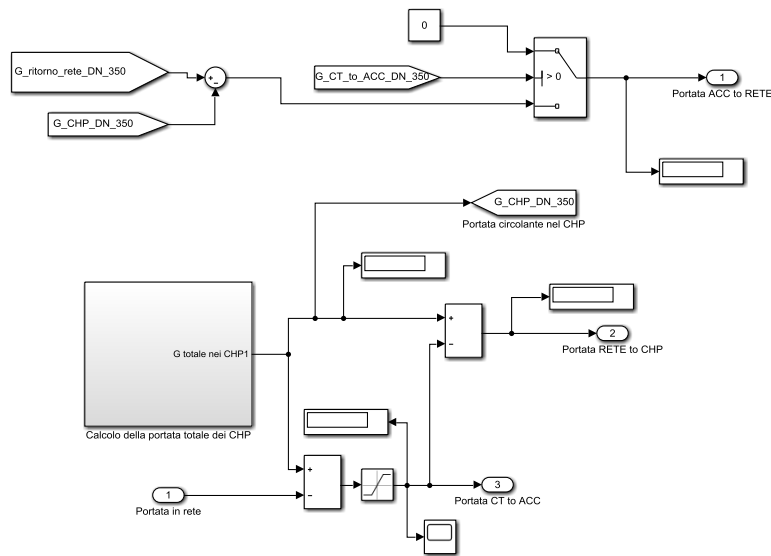 0
G_ritorno_rete_DN_350
+
-
G_CT_to_ACC_DN_350
> 0
1
Portata ACC to RETE
G_CHP_DN_350
G_CHP_DN_350
Portata circolante nel CHP
+
-
2
Portata RETE to CHP
G totale nei CHP1
Calcolo della portata totale dei CHP
+
-
1
Portata in rete
3
Portata CT to ACC